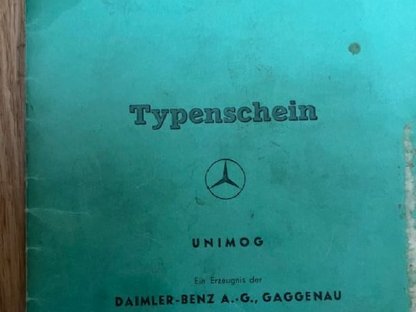 Typenschein
UNIMOG
Ein Erzeugnis der
DAIMLER-BENZ A.-G., GAGGENAU